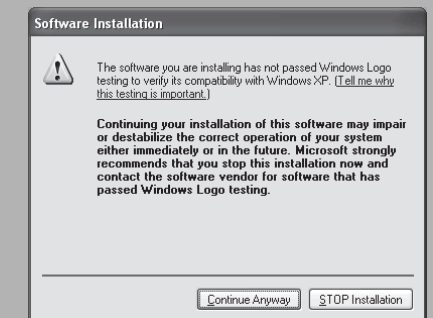 Software Installation
The software you are installing has not passed Windows Logo
testing to verify its compatibility with Windows XP. (Tell me why
this testing is important.)
Continuing your installation of this software may impair
or destabilize the correct operation of your system
either immediately or in the future. Microsoft strongly
recommends that you stop this installation now and
contact the software vendor for software that has
passed Windows Logo testing.
Continue Anyway STOP Installation